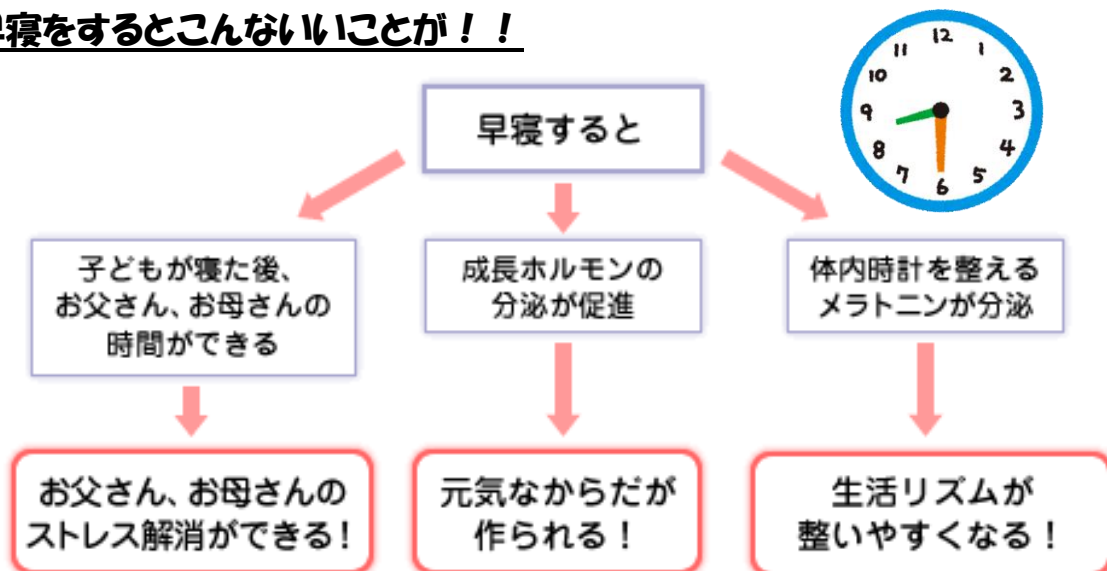 早寝をするとこんないいことが！！
12
11
1
10
2
9
3
8
4
7
5
6
早寝すると
子どもが寝た後、
お父さん、お母さんの
時間ができる
成長ホルモンの
分泌が促進
体内時計を整える
メラトニンが分泌
お父さん、お母さんの
ストレス解消ができる！
元気なからだが
作られる！
生活リズムが
整いやすくなる！